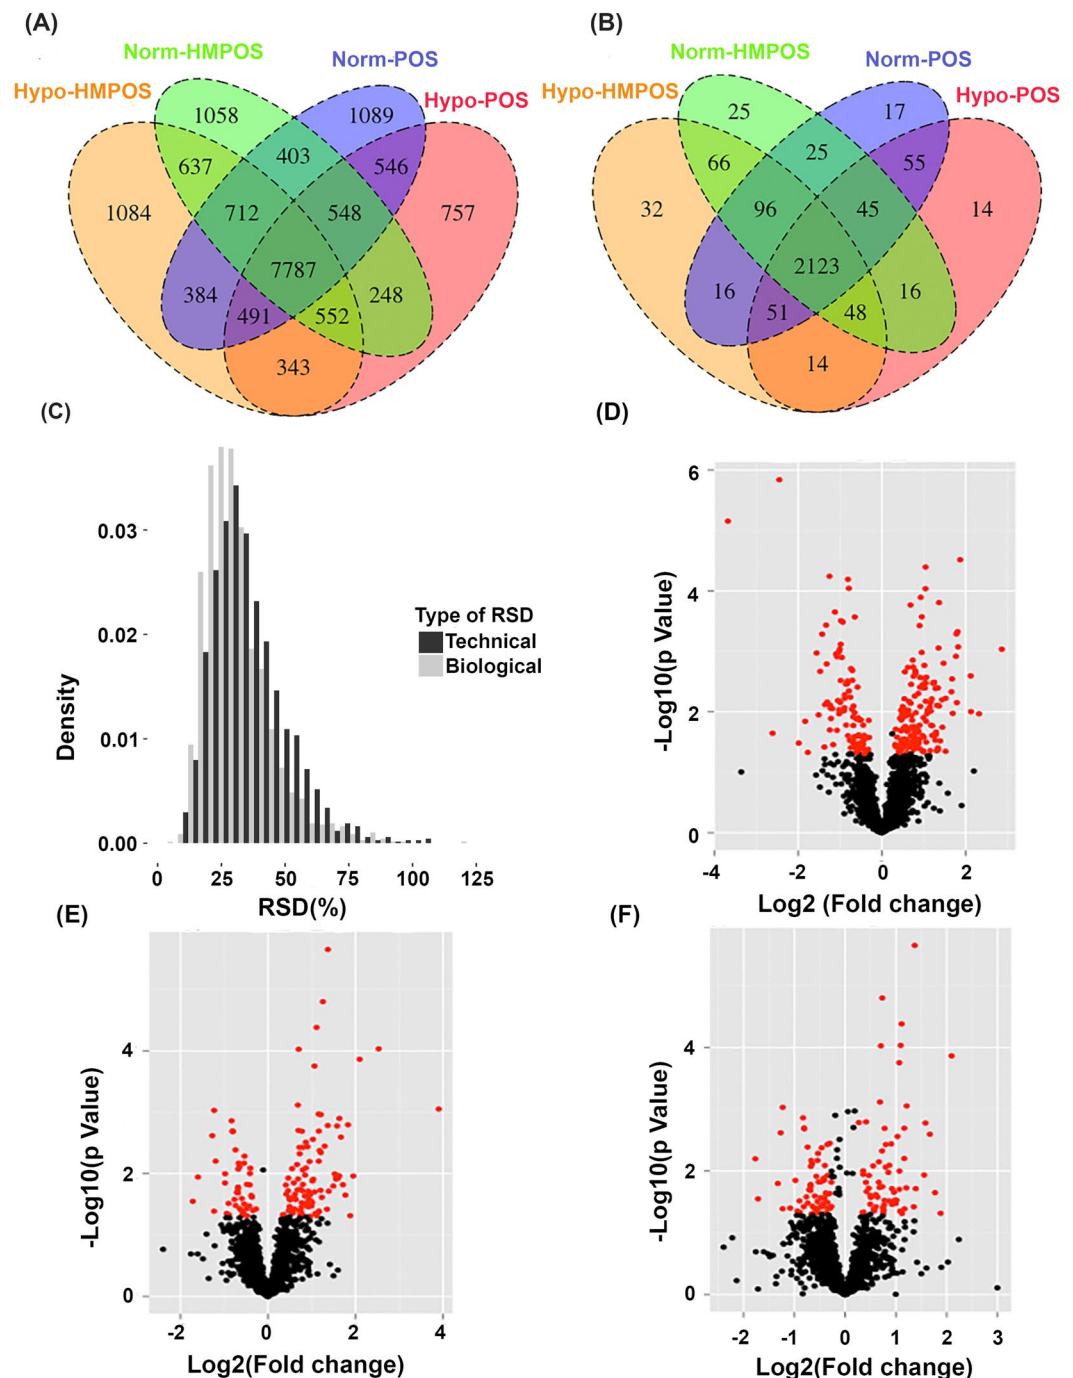 (A)
Norm-HMPOS
Norm-POS
Hypo-HMPOS
Hypo-POS
1058
1089
637
403
546
1084
712
548
757
7787
384
248
491
552
343
(B)
Norm-HMPOS
Norm-POS
Hypo-HMPOS
Hypo-POS
25
17
66
25
55
32
96
45
14
2123
16
16
51
48
14
(C)
Density
0.03
0.02
0.01
0.00
0
25
50
75
100
125
RSD(%)
Type of RSD
Technical
Biological
(D)
-Log10(p Value)
6
4
2
0
-4
-2
0
2
Log2 (Fold change)
(E)
-Log10(p Value)
4
2
0
-2
0
2
4
Log2(Fold change)
(F)
-Log10(p Value)
4
2
0
-2
-1
0
1
2
3
Log2(Fold change)